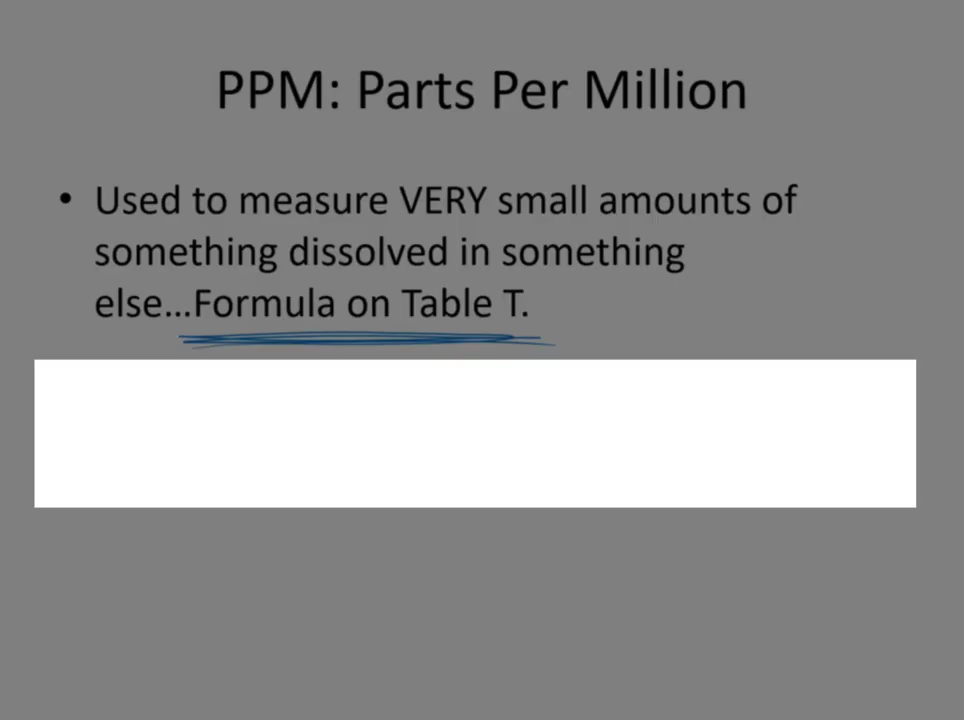 PPM: Parts Per Million
• Used to measure VERY small amounts of
something dissolved in something
else...Formula on Table T.